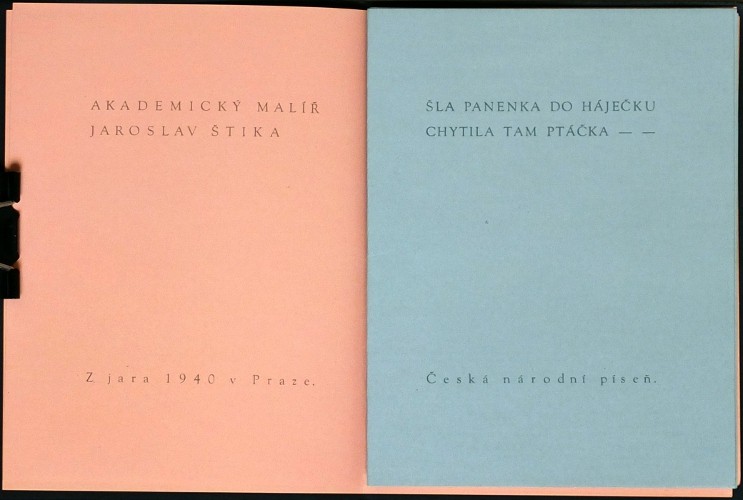 AKADEMICKÝ MALÍŘ
JAROSLAV ŠTIKA
Z jara 1940 v Praze.
ŠLA PANENKA DO HÁJEČKU
CHYTILA TAM PTÁČKA — —
Česká národní píseň.